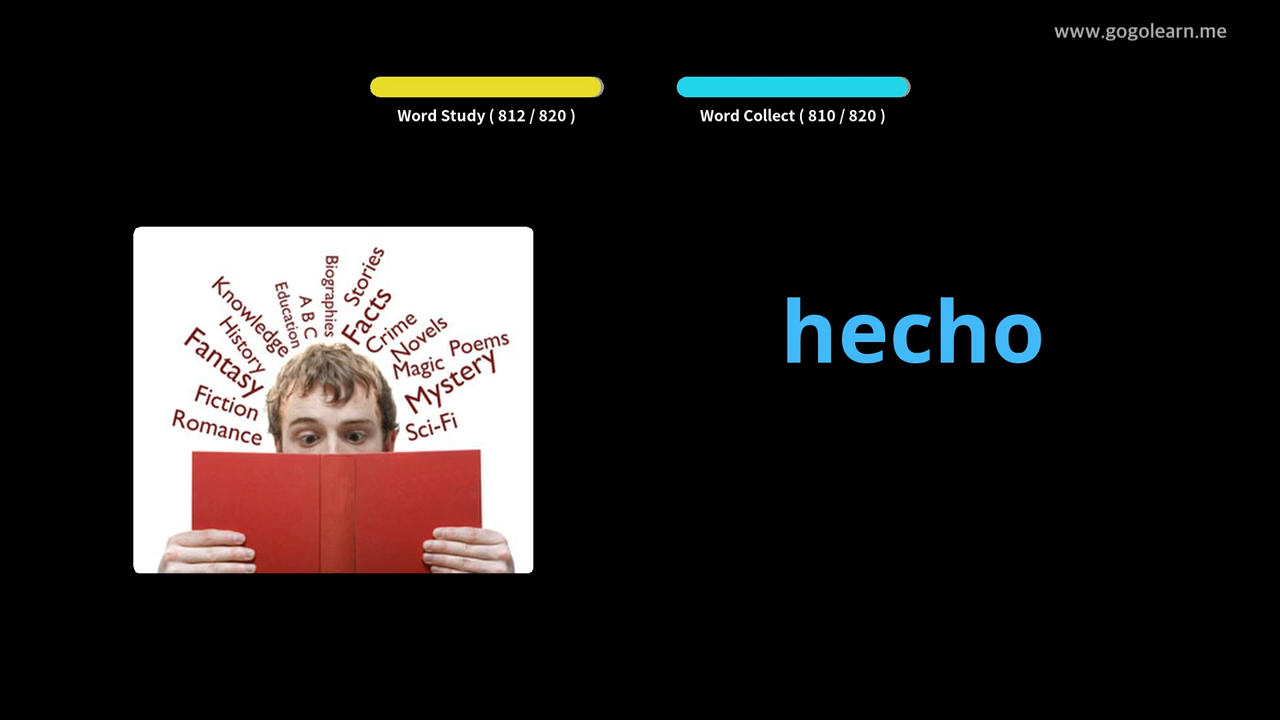 www.gogolearn.me
Word Study ( 812 / 820 )
Word Collect ( 810 / 820 )
hecho
Romance
Fiction
Fantasy
History
Knowledge
Education
A B C
Biographies
Stories
Facts
Crime
Novels
Magic
Poems
Mystery
Sci-Fi